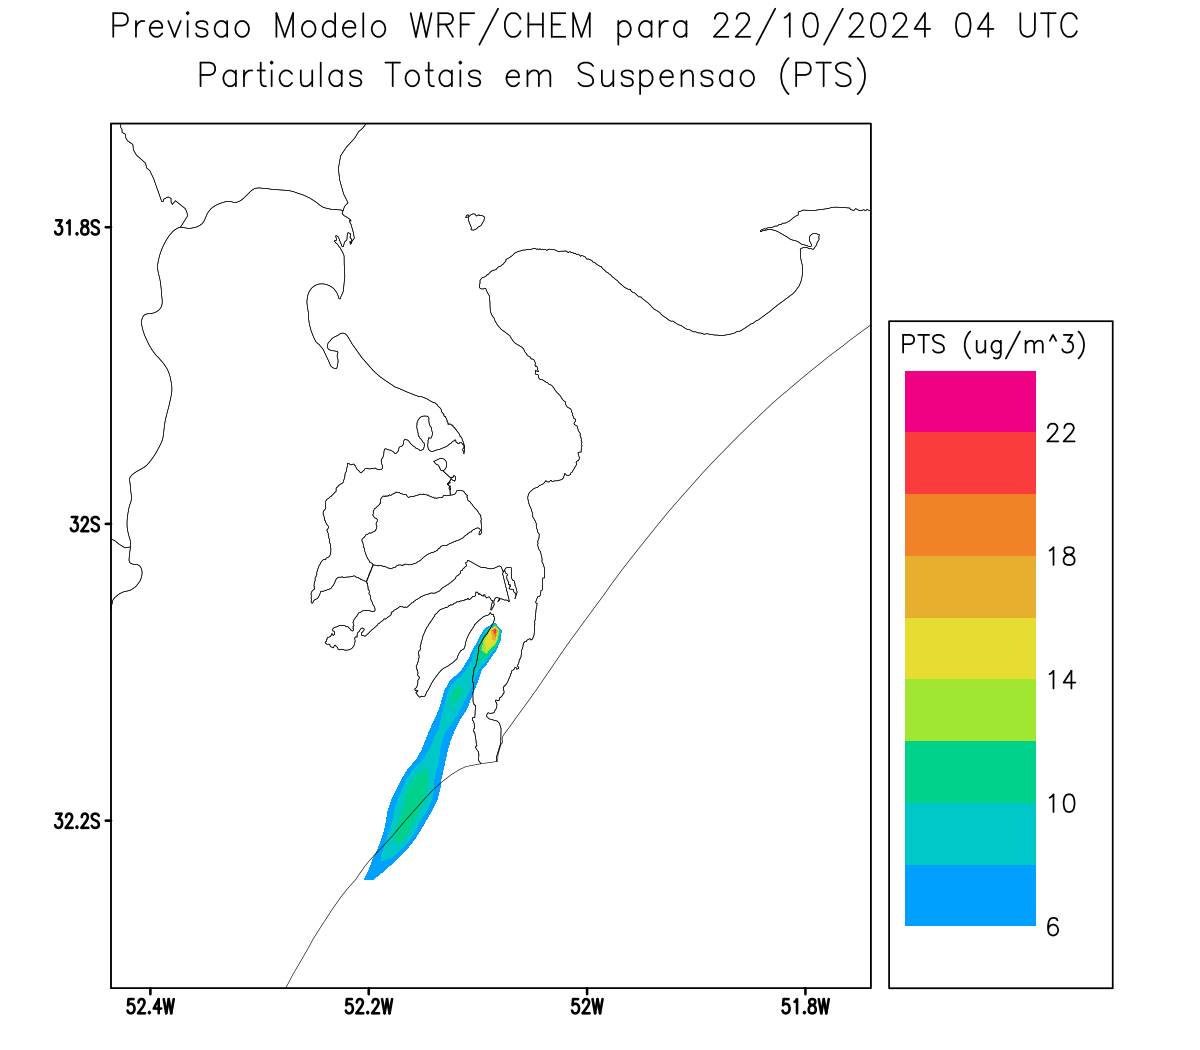 Previsao Modelo WRF/CHEM para 22/10/2024 04 UTC
Particulas Totais em Suspensao (PTS)
31.8S
32S
32.2S
52.4W
52.2W
52W
51.8W
PTS (ug/m^3)
22
18
14
10
6